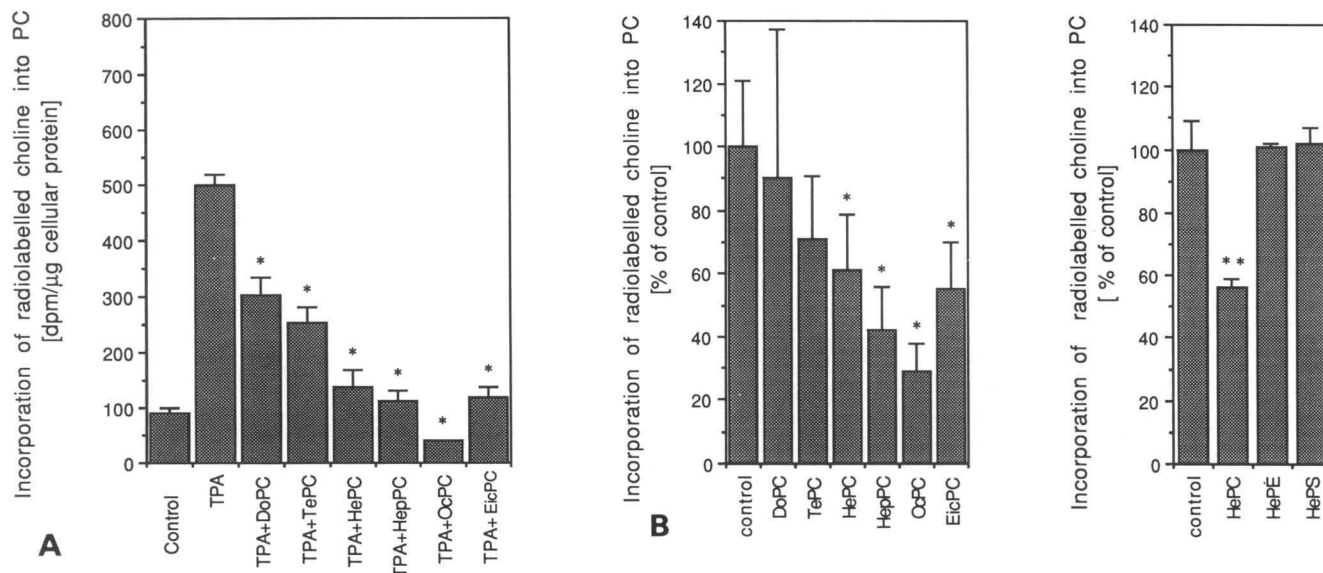 Incorporation of radiolabelled choline into PC
[dpm/µg cellular protein]
800
700
600
500
400
300
200
100
0
*
*
*
*
*
*
Control
TPA
TPA+DoPC
TPA+TePC
TPA+HePC
TPA+HepPC
TPA+OcPC
TPA+EicPC
A
Incorporation of radiolabelled choline into PC
[% of control]
140
120
100
80
60
40
20
0
*
*
*
*
control
DoPC
TePC
HePC
HepPC
OcPC
EicPC
B
Incorporation of radiolabelled choline into PC
[ % of control]
140
120
100
80
60
40
20
0
**
control
HePC
HePE
HePS